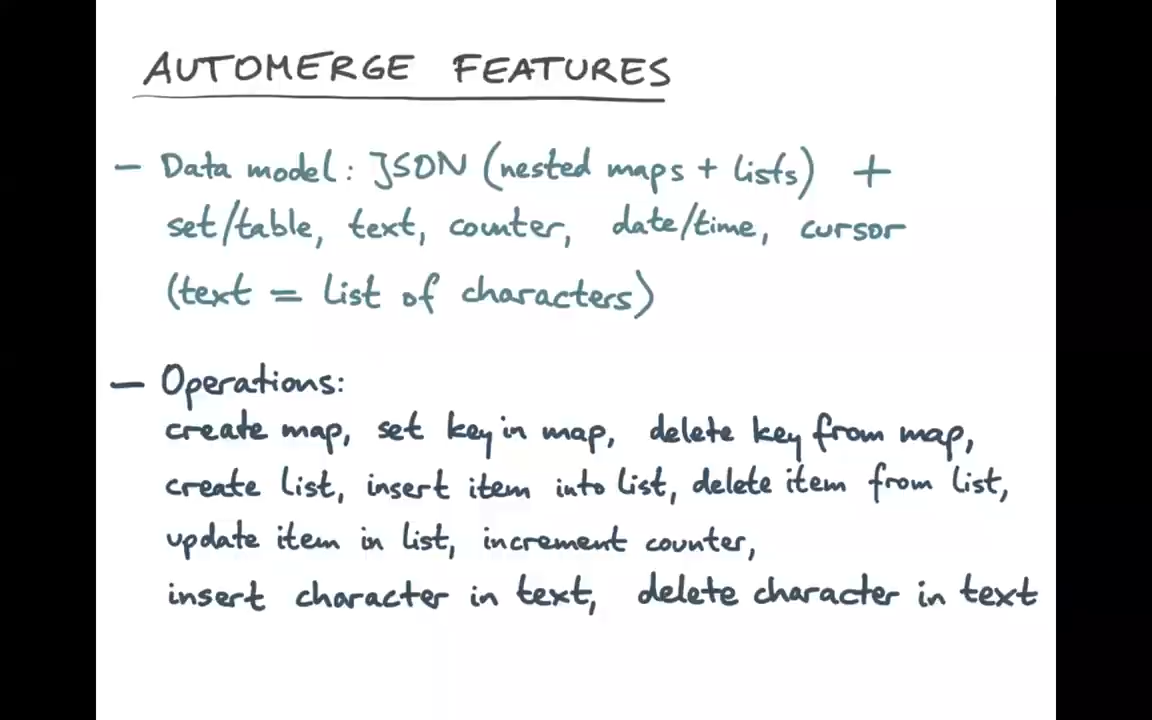 AUTOMERGE FEATURES
- Data model: JSON (nested maps + lists) +
set/table, text, counter, date/time, cursor
(text = list of characters)
- Operations:
create map, set key in map, delete key from map,
create list, insert item into list, delete item from list,
update item in list, increment counter,
insert character in text, delete character in text